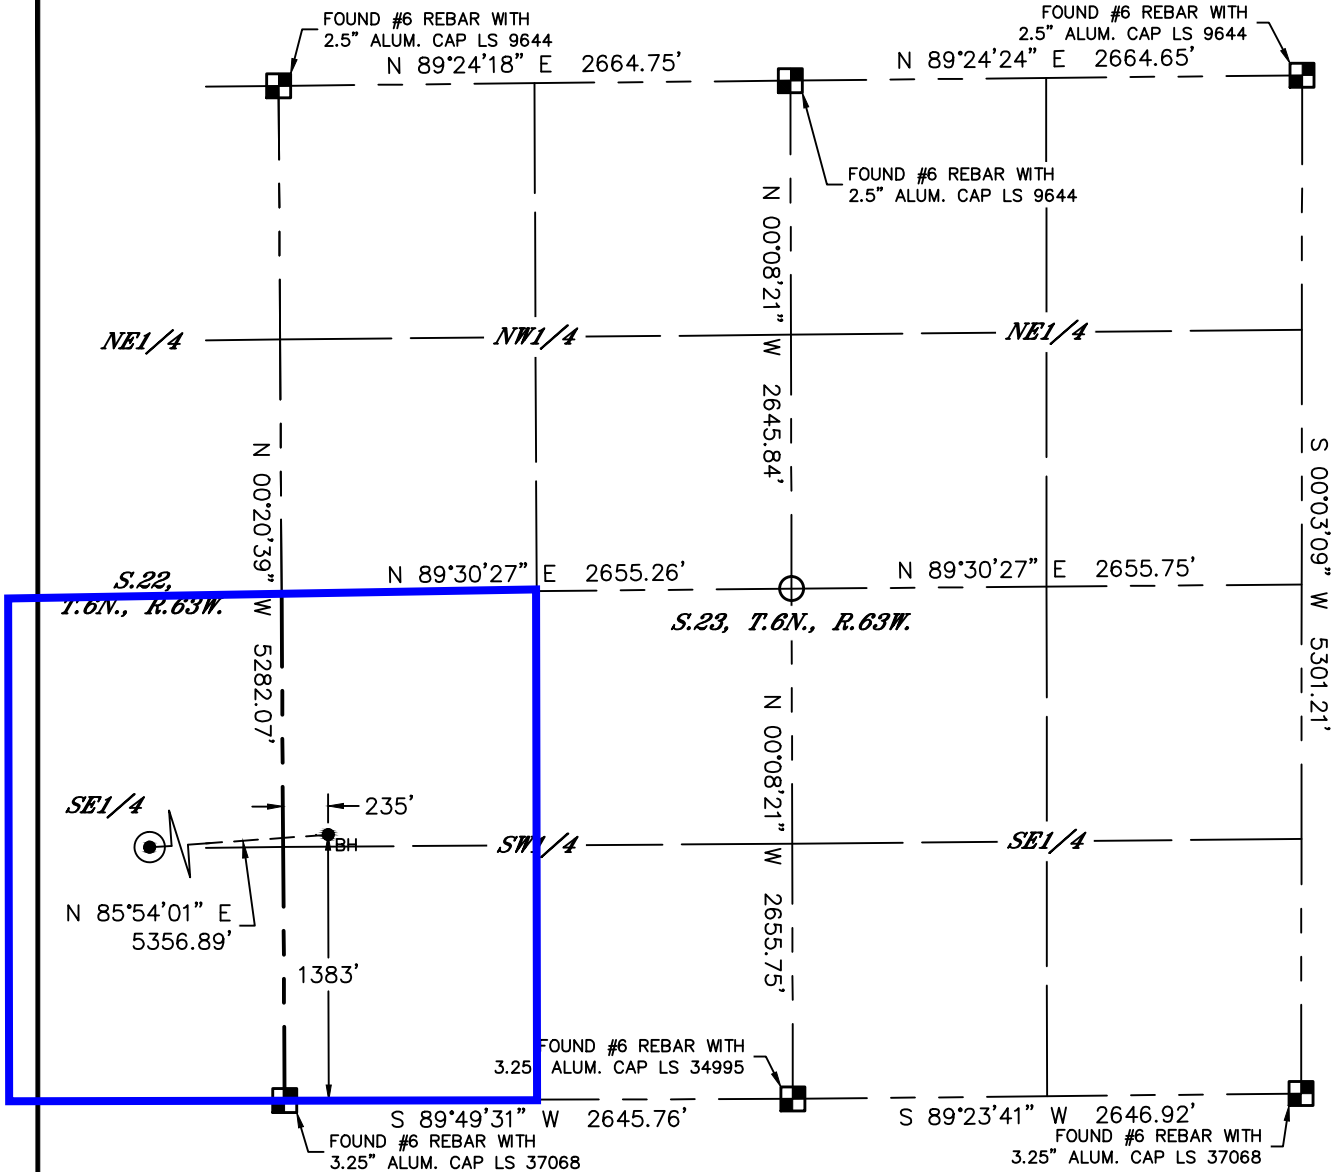 FOUND #6 REBAR WITH
2.5" ALUM. CAP LS 9644
FOUND #6 REBAR WITH
2.5" ALUM. CAP LS 9644
N 89°24'18" E 2664.75'
N 89°24'24" E 2664.65'
FOUND #6 REBAR WITH
2.5" ALUM. CAP LS 9644
N 00°08'21" W 2645.84'
NE1/4
NW1/4
NE1/4
N 00°20'39" W 5282.07'
S 00°03'09" W 5301.21'
S.22,
T.6N., R.63W.
N 89°30'27" E 2655.26'
N 89°30'27" E 2655.75'
S.23, T.6N., R.63W.
N 00°08'21" W 2655.75'
SE1/4
235'
BH
SW1/4
SE1/4
N 85°54'01" E
5356.89'
1383'
FOUND #6 REBAR WITH
3.25" ALUM. CAP LS 34995
S 89°49'31" W 2645.76'
S 89°23'41" W 2646.92'
FOUND #6 REBAR WITH
3.25" ALUM. CAP LS 37068
FOUND #6 REBAR WITH
3.25" ALUM. CAP LS 37068